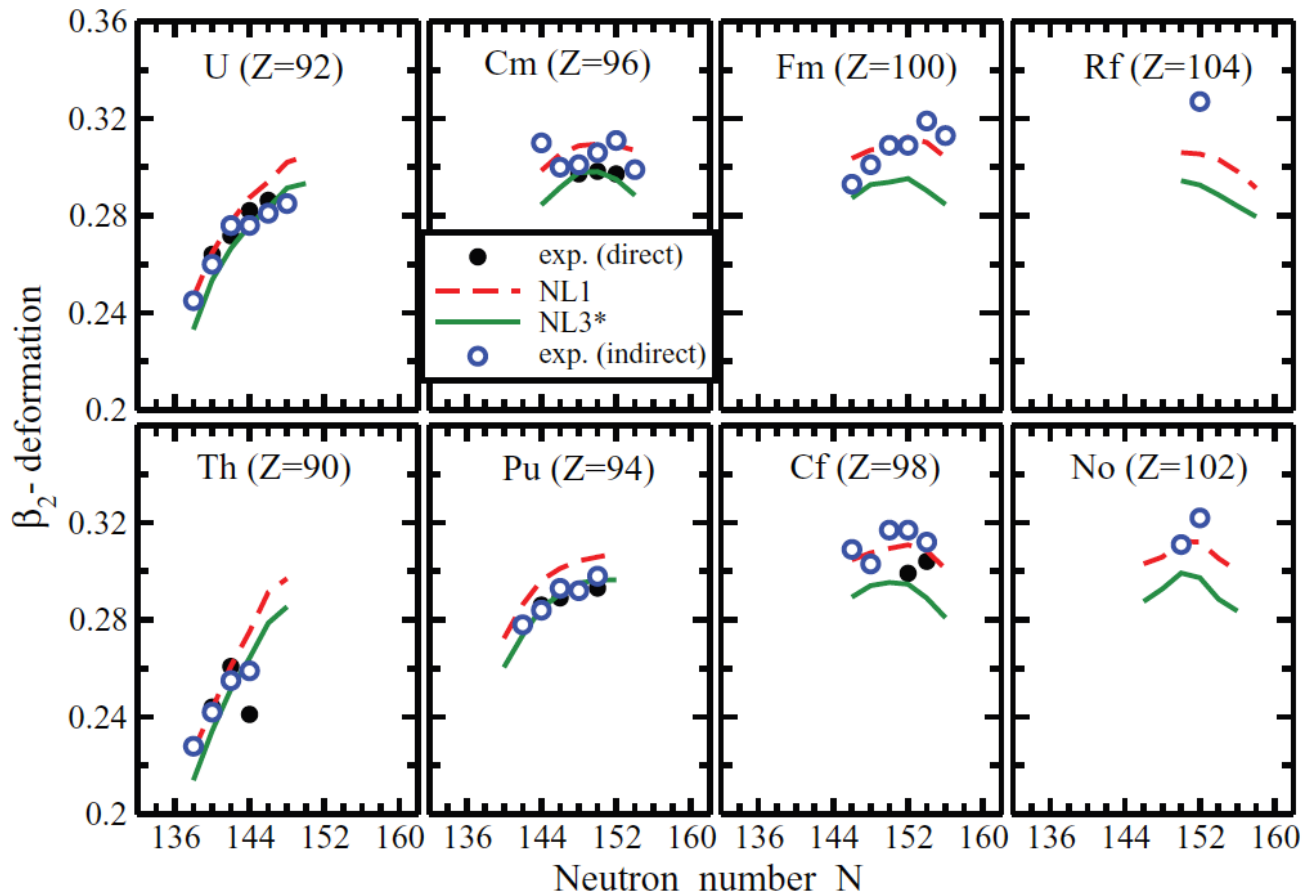 0.36
0.32
0.28
0.24
0.2
U (Z=92)
Cm (Z=96)
Fm (Z=100)
Rf (Z=104)
exp. (direct)
NL1
NL3*
exp. (indirect)
β2- deformation
0.32
0.28
0.24
0.2
Th (Z=90)
Pu (Z=94)
Cf (Z=98)
No (Z=102)
136 144 152 160
136 144 152 160
136 144 152 160
136 144 152 160
Neutron number N